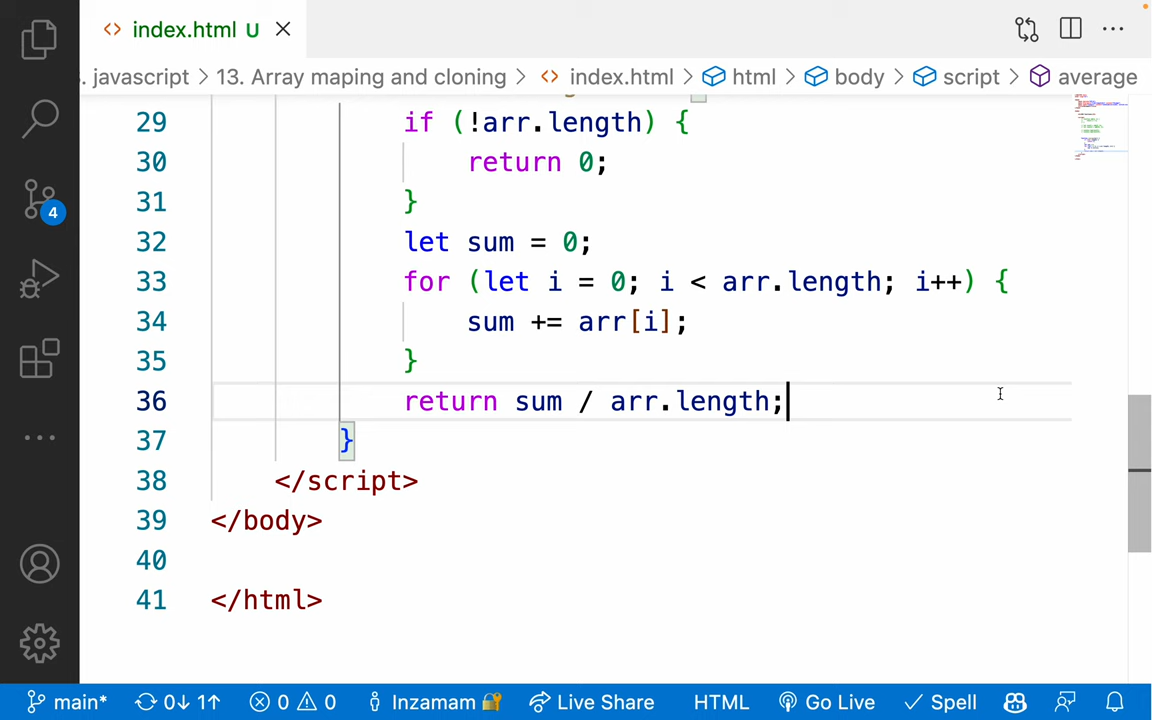 index.html U
javascript > 13. Array maping and cloning > index.html > html > body > script > average
29 if (!arr.length) {
30 return 0;
31 }
32 let sum = 0;
33 for (let i = 0; i < arr.length; i++) {
34 sum += arr[i];
35 }
36 return sum / arr.length;
37 }
38 </script>
39 </body>
40
41 </html>
4
main* 0↓ 1↑ 0 0 Inzamam Live Share HTML Go Live Spell